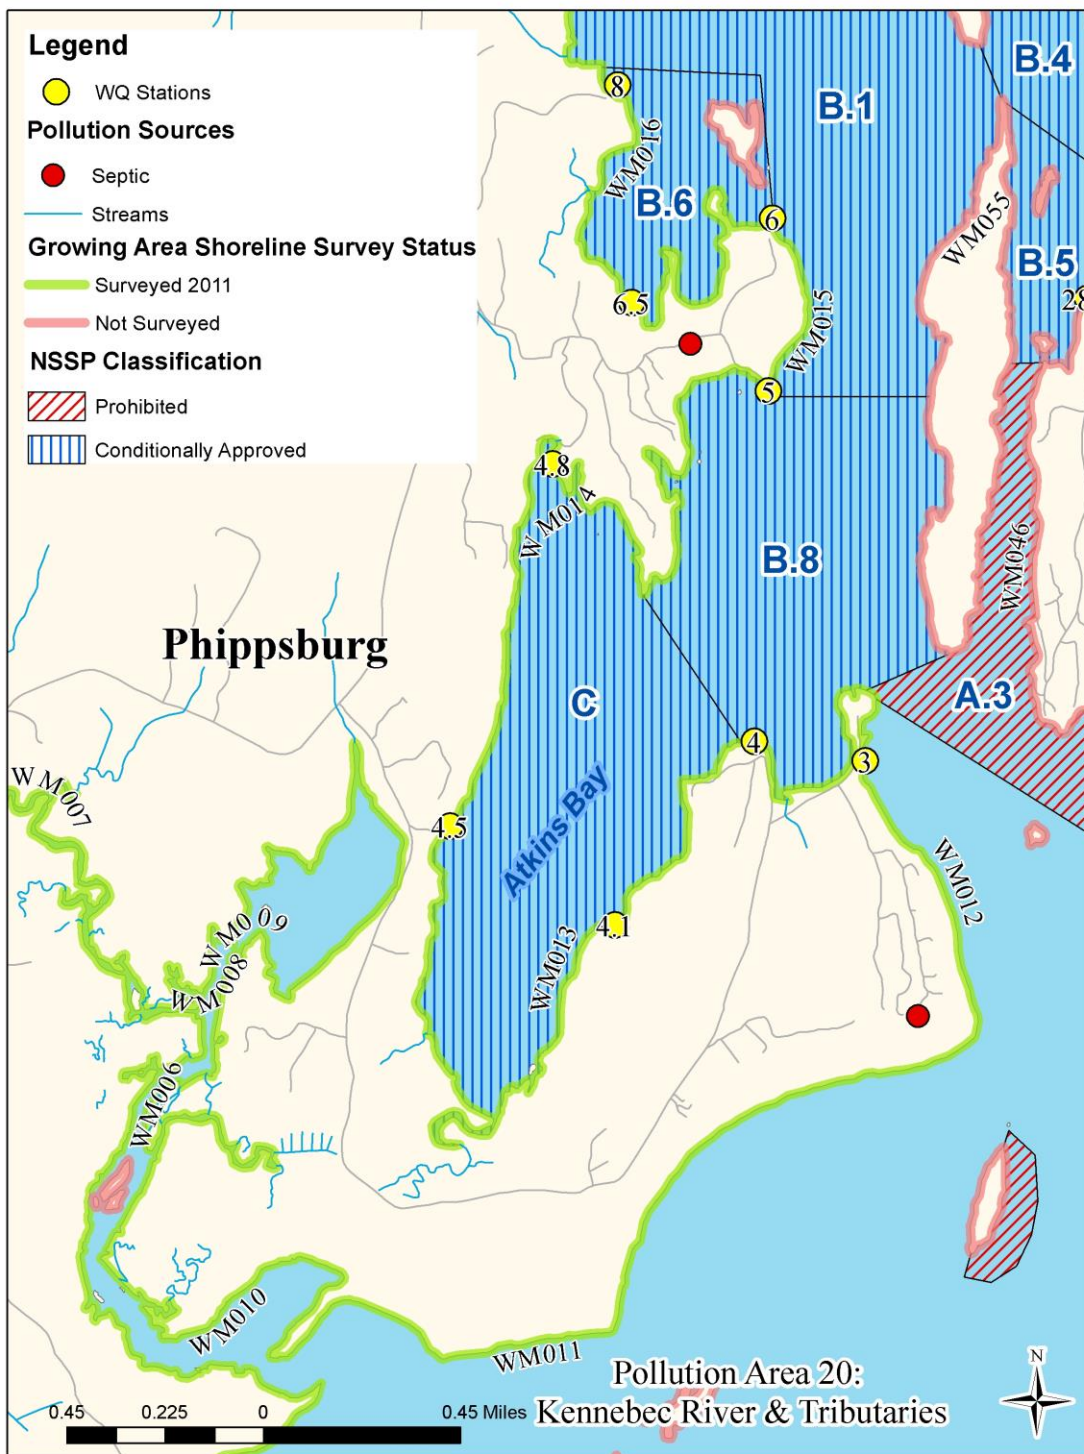 Legend
WQ Stations
Pollution Sources
Septic
Streams
Growing Area Shoreline Survey Status
Surveyed 2011
Not Surveyed
NSSP Classification
Prohibited
Conditionally Approved
B.4
B.1
8
WM016
B.6
6
WM055
B.5
28
6.5
WM015
5
4.8
WM014
B.8
WM046
Phippsburg
C
A.3
4
3
WM007
4.5
Atkins Bay
WM012
4.1
WM009
WM013
WM008
WM006
WM010
WM011
Pollution Area 20:
Kennebec River & Tributaries
N
0.45 0.225 0 0.45 Miles